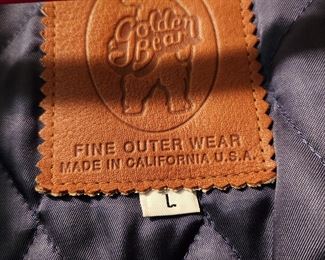 Golden
Bear
FINE OUTER WEAR
MADE IN CALIFORNIA U.S.A.
L